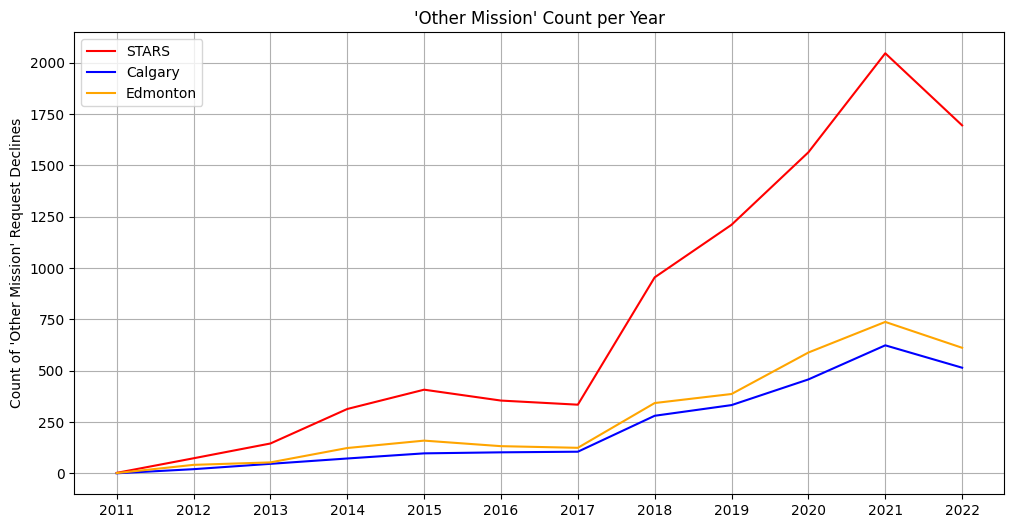 'Other Mission' Count per Year
STARS
Calgary
Edmonton
Count of 'Other Mission' Request Declines
2000
1750
1500
1250
1000
750
500
250
0
2011 2012 2013 2014 2015 2016 2017 2018 2019 2020 2021 2022